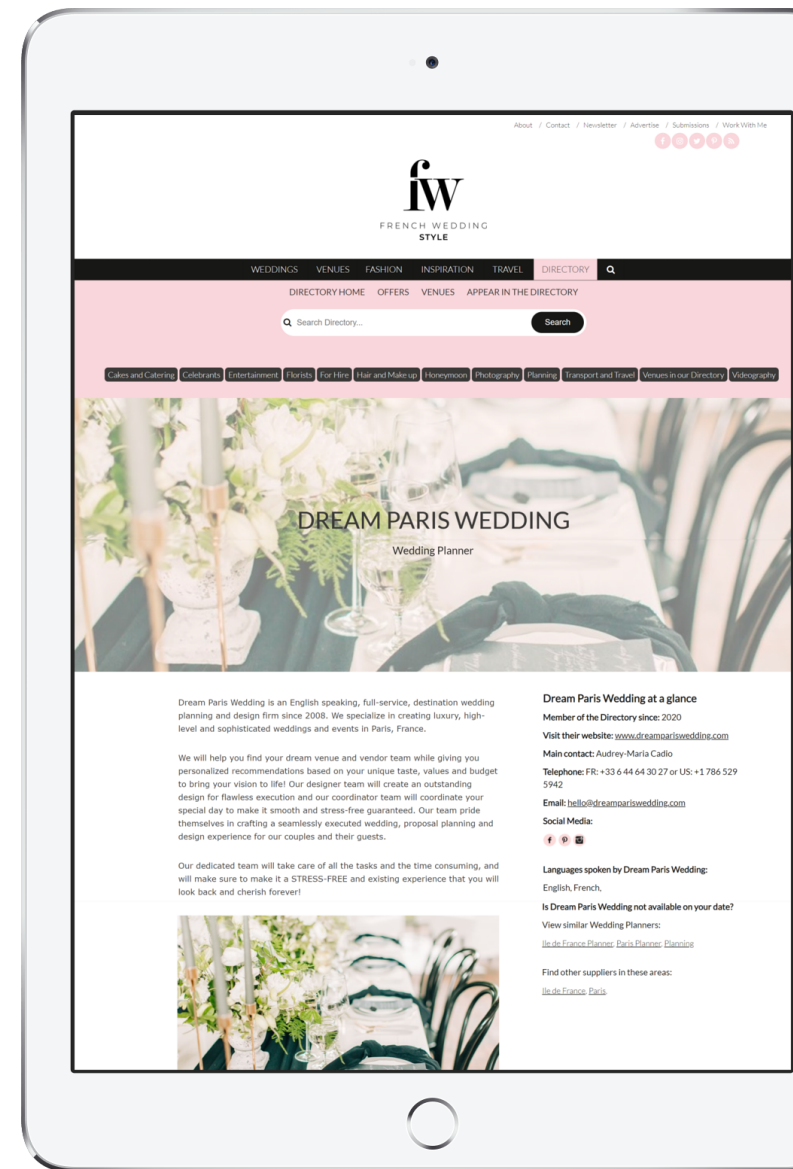 About / Contact / Newsletter / Advertise / Submissions / Work With Me
fw
FRENCH WEDDING
STYLE
WEDDINGS VENUES FASHION INSPIRATION TRAVEL DIRECTORY
DIRECTORY HOME OFFERS VENUES APPEAR IN THE DIRECTORY
Search Directory... Search
Cakes and Catering Celebrants Entertainment Florists For Hire Hair and Make up Honeymoon Photography Planning Transport and Travel Venues in our Directory Videography
DREAM PARIS WEDDING
Wedding Planner
Dream Paris Wedding is an English speaking, full-service, destination wedding
planning and design firm since 2008. We specialize in creating luxury, high-
level and sophisticated weddings and events in Paris, France.
We will help you find your dream venue and vendor team while giving you
personalized recommendations based on your unique taste, values and budget
to bring your vision to life! Our designer team will create an outstanding
design for flawless execution and our coordinator team will coordinate your
special day to make it smooth and stress-free guaranteed. Our team pride
themselves in crafting a seamlessly executed wedding, proposal planning and
design experience for our couples and their guests.
Our dedicated team will take care of all the tasks and the time consuming, and
will make sure to make it a STRESS-FREE and existing experience that you will
look back and cherish forever!
Dream Paris Wedding at a glance
Member of the Directory since: 2020
Visit their website: www.dreampariswedding.com
Main contact: Audrey-Maria Cadio
Telephone: FR: +33 6 44 64 30 27 or US: +1 786 529
5942
Email: hello@dreampariswedding.com
Social Media:
Languages spoken by Dream Paris Wedding:
English, French,
Is Dream Paris Wedding not available on your date?
View similar Wedding Planners:
Ile de France Planner, Paris Planner, Planning
Find other suppliers in these areas:
Ile de France, Paris,